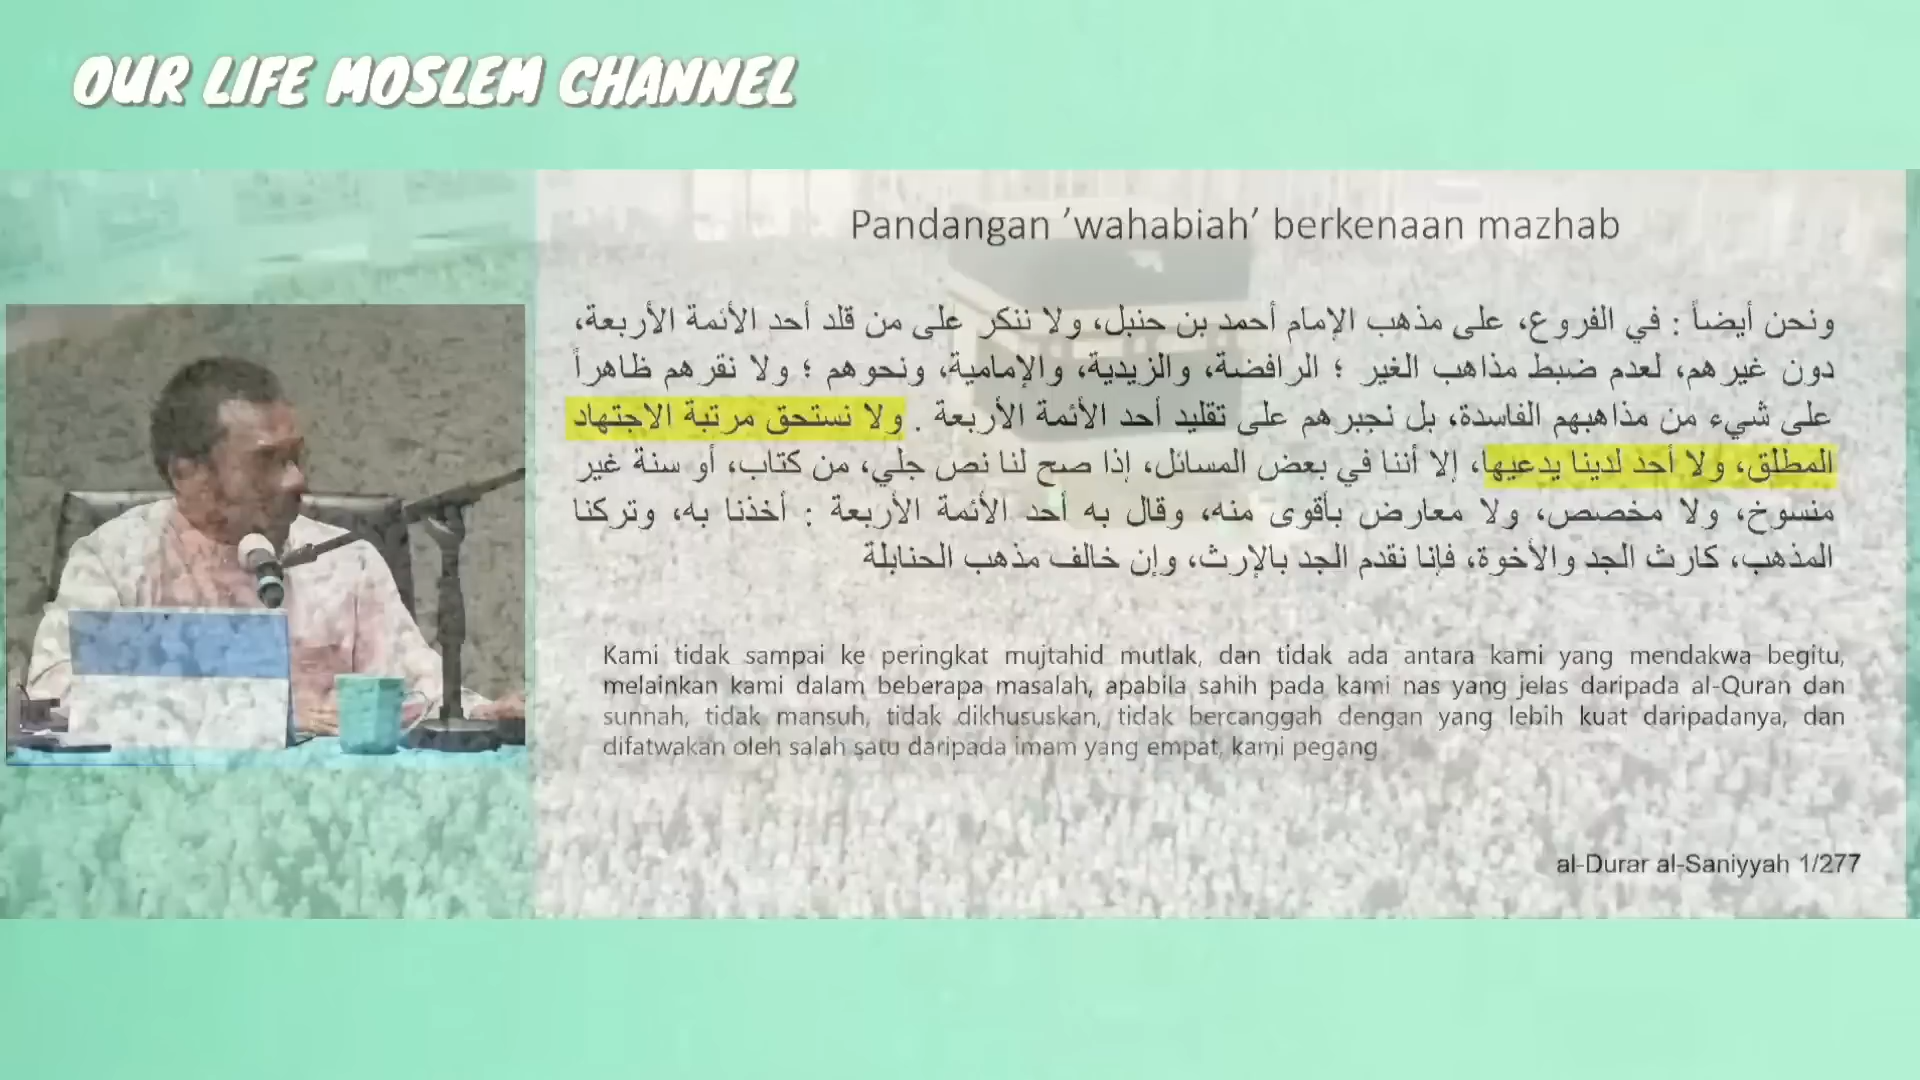 OUR LIFE MOSLEM CHANNEL
Pandangan ’wahabiah’ berkenaan mazhab
ونحن أيضاً : في الفروع، على مذهب الإمام أحمد بن حنبل، ولا ننكر على من قلد أحد الأئمة الأربعة،
دون غيرهم، لعدم ضبط مذاهب الغير ؛ الرافضة، والزيدية، والإمامية، ونحوهم ؛ ولا نقرهم ظاهراً
على شيء من مذاهبهم الفاسدة، بل نجبرهم على تقليد أحد الأئمة الأربعة . ولا نستحق مرتبة الاجتهاد
المطلق، ولا أحد لدينا يدعيها، إلا أننا في بعض المسائل، إذا صح لنا نص جلي، من كتاب، أو سنة غير
منسوخ، ولا مخصص، ولا معارض بأقوى منه، وقال به أحد الأئمة الأربعة : أخذنا به، وتركنا
المذهب، كارث الجد والأخوة، فإنا نقدم الجد بالإرث، وإن خالف مذهب الحنابلة
Kami tidak sampai ke peringkat mujtahid mutlak, dan tidak ada antara kami yang mendakwa begitu,
melainkan kami dalam beberapa masalah, apabila sahih pada kami nas yang jelas daripada al-Quran dan
sunnah, tidak mansuh, tidak dikhususkan, tidak bercanggah dengan yang lebih kuat daripadanya, dan
difatwakan oleh salah satu daripada imam yang empat, kami pegang
al-Durar al-Saniyyah 1/277